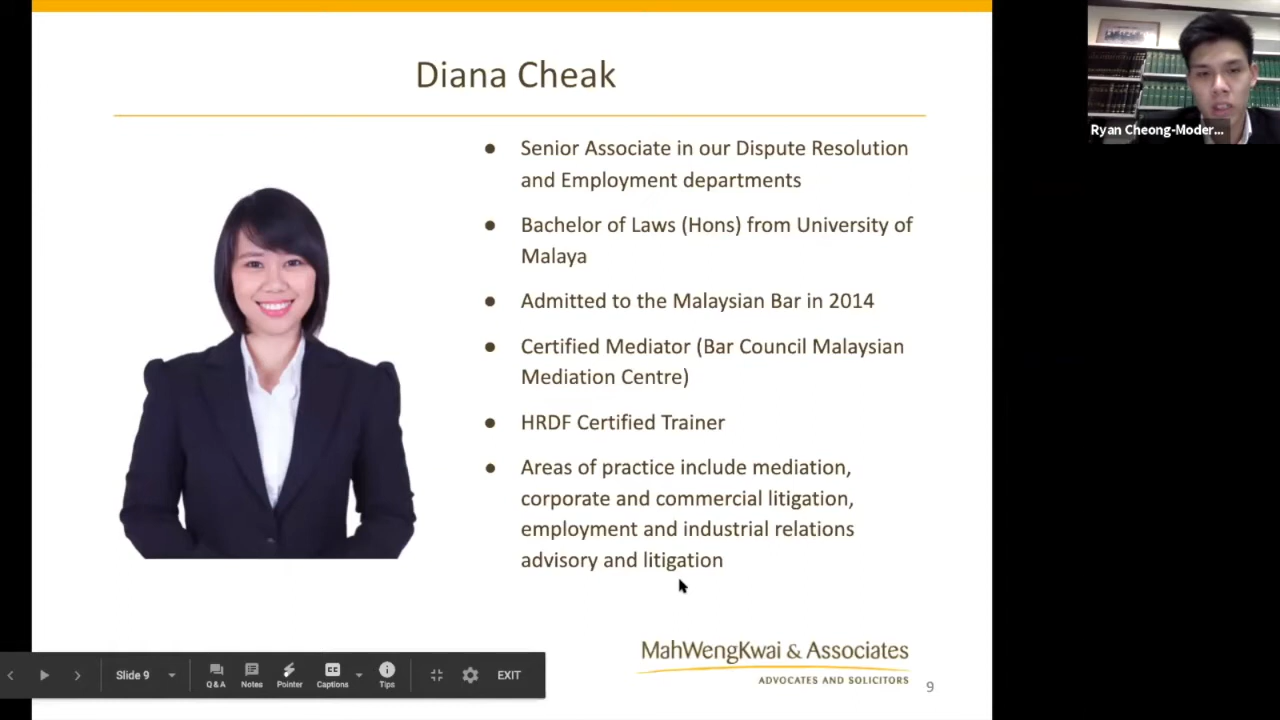 Diana Cheak
● Senior Associate in our Dispute Resolution
and Employment departments
● Bachelor of Laws (Hons) from University of
Malaya
● Admitted to the Malaysian Bar in 2014
● Certified Mediator (Bar Council Malaysian
Mediation Centre)
● HRDF Certified Trainer
● Areas of practice include mediation,
corporate and commercial litigation,
employment and industrial relations
advisory and litigation
MahWengKwai & Associates
ADVOCATES AND SOLICITORS
9
Slide 9
Q&A
Notes
Pointer
Captions
Tips
EXIT
Ryan Cheong-Moder...